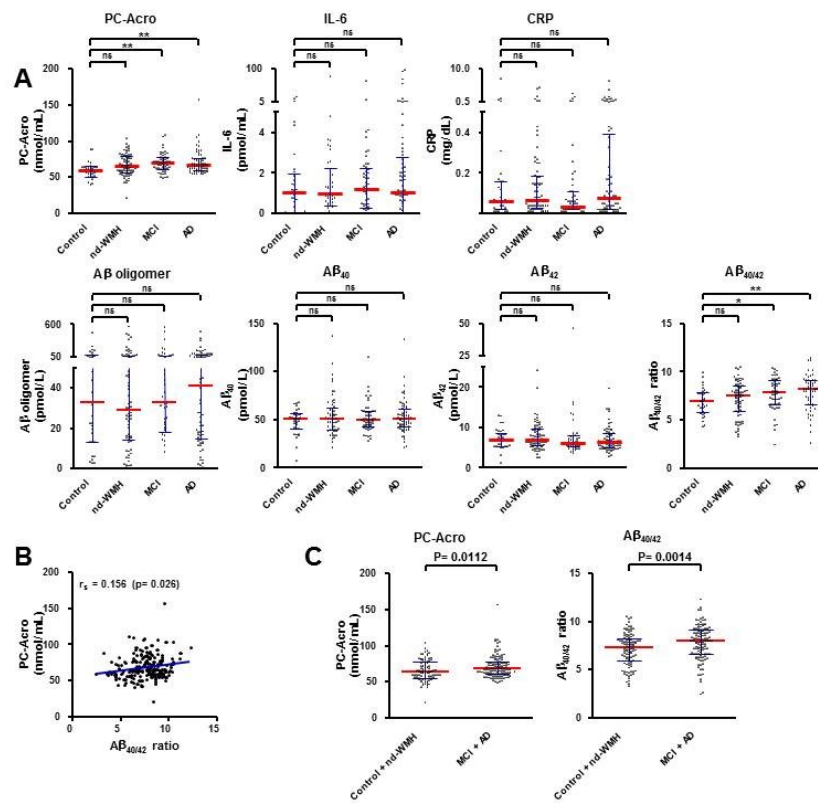 PC-Acro
IL-6
CRP
**
**
ns
ns
ns
ns
ns
ns
ns
A
200
150
100
50
0
PC-Acro
(nmol/mL)
Control
nd-WMH
MCI
AD
100
5
4
2
0
IL-6
(pmol/mL)
Control
nd-WMH
MCI
AD
10.0
0.5
0.4
0.2
CRP
(mg/dL)
Control
nd-WMH
MCI
AD
Aβ oligomer
Aβ40
Aβ42
Aβ40/42
ns
ns
ns
ns
ns
ns
ns
ns
ns
**
*
ns
600
50
40
20
0
Aβ oligomer
(pmol/L)
Control
nd-WMH
MCI
AD
150
100
50
0
Aβ40
(pmol/L)
Control
nd-WMH
MCI
AD
50
25
20
10
0
Aβ42
(pmol/L)
Control
nd-WMH
MCI
AD
15
10
5
0
Aβ40/42 ratio
Control
nd-WMH
MCI
AD
B
rs = 0.156 (p= 0.026)
200
150
100
50
0
PC-Acro
(nmol/mL)
0
5
10
15
Aβ40/42 ratio
C
PC-Acro
P= 0.0112
200
150
100
50
0
PC-Acro
(nmol/mL)
Control + nd-WMH
MCI + AD
Aβ40/42
P= 0.0014
15
10
5
0
Aβ40/42 ratio
Control + nd-WMH
MCI + AD